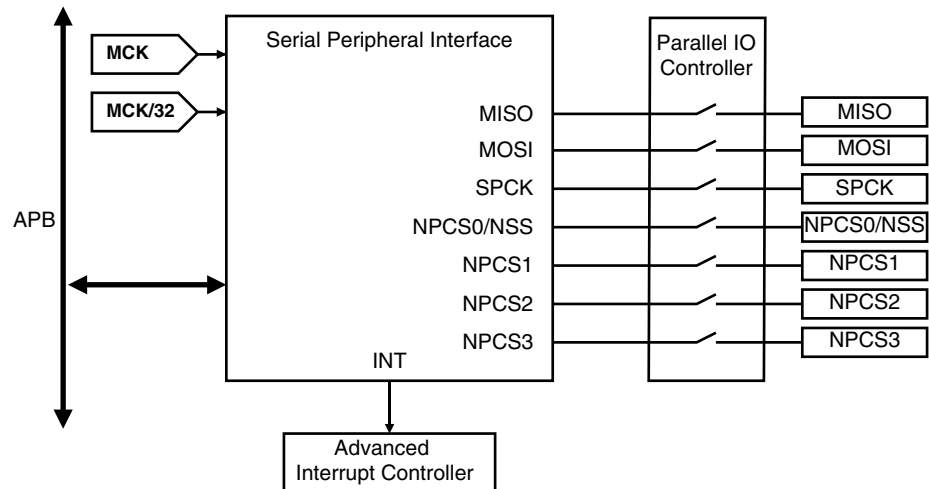 Serial Peripheral Interface
Parallel IO
Controller
MCK
MCK/32
APB
MISO
MOSI
SPCK
NPCS0/NSS
NPCS1
NPCS2
NPCS3
INT
MISO
MOSI
SPCK
NPCS0/NSS
NPCS1
NPCS2
NPCS3
Advanced
Interrupt Controller